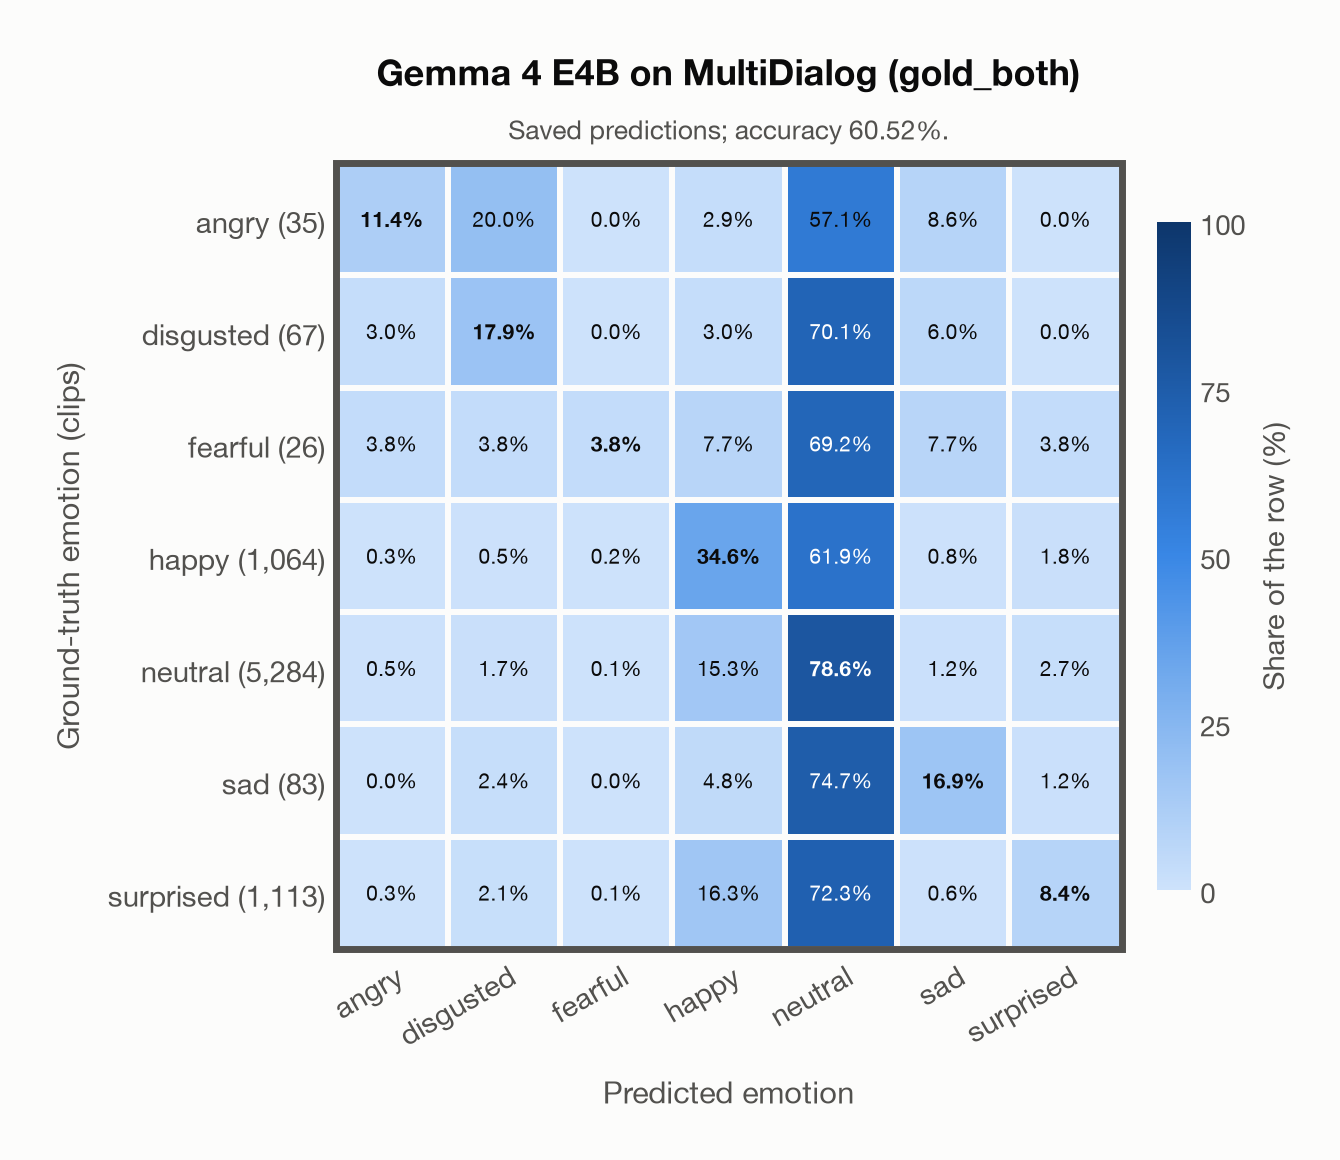 Gemma 4 E4B on MultiDialog (gold_both)
Saved predictions; accuracy 60.52%.
Ground-truth emotion (clips)
angry (35) 11.4% 20.0% 0.0% 2.9% 57.1% 8.6% 0.0%
disgusted (67) 3.0% 17.9% 0.0% 3.0% 70.1% 6.0% 0.0%
fearful (26) 3.8% 3.8% 3.8% 7.7% 69.2% 7.7% 3.8%
happy (1,064) 0.3% 0.5% 0.2% 34.6% 61.9% 0.8% 1.8%
neutral (5,284) 0.5% 1.7% 0.1% 15.3% 78.6% 1.2% 2.7%
sad (83) 0.0% 2.4% 0.0% 4.8% 74.7% 16.9% 1.2%
surprised (1,113) 0.3% 2.1% 0.1% 16.3% 72.3% 0.6% 8.4%
angry disgusted fearful happy neutral sad surprised
Predicted emotion
100
75
50
25
0
Share of the row (%)